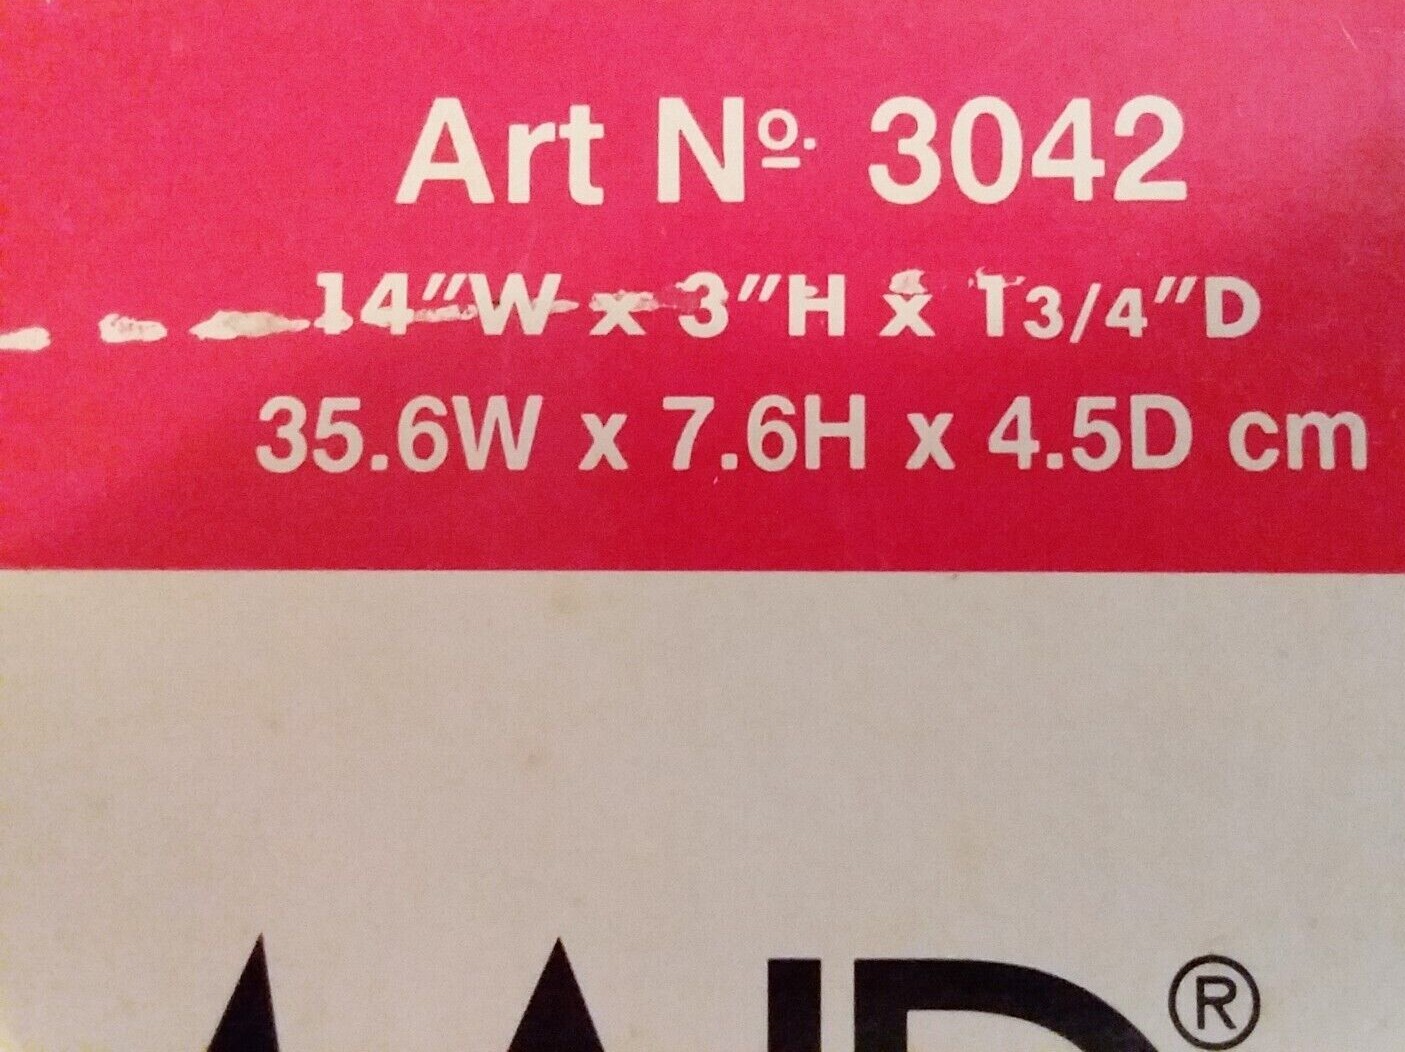 Art Nº. 3042
14"W x 3"H x 1 3/4"D
35.6W x 7.6H x 4.5D cm
®